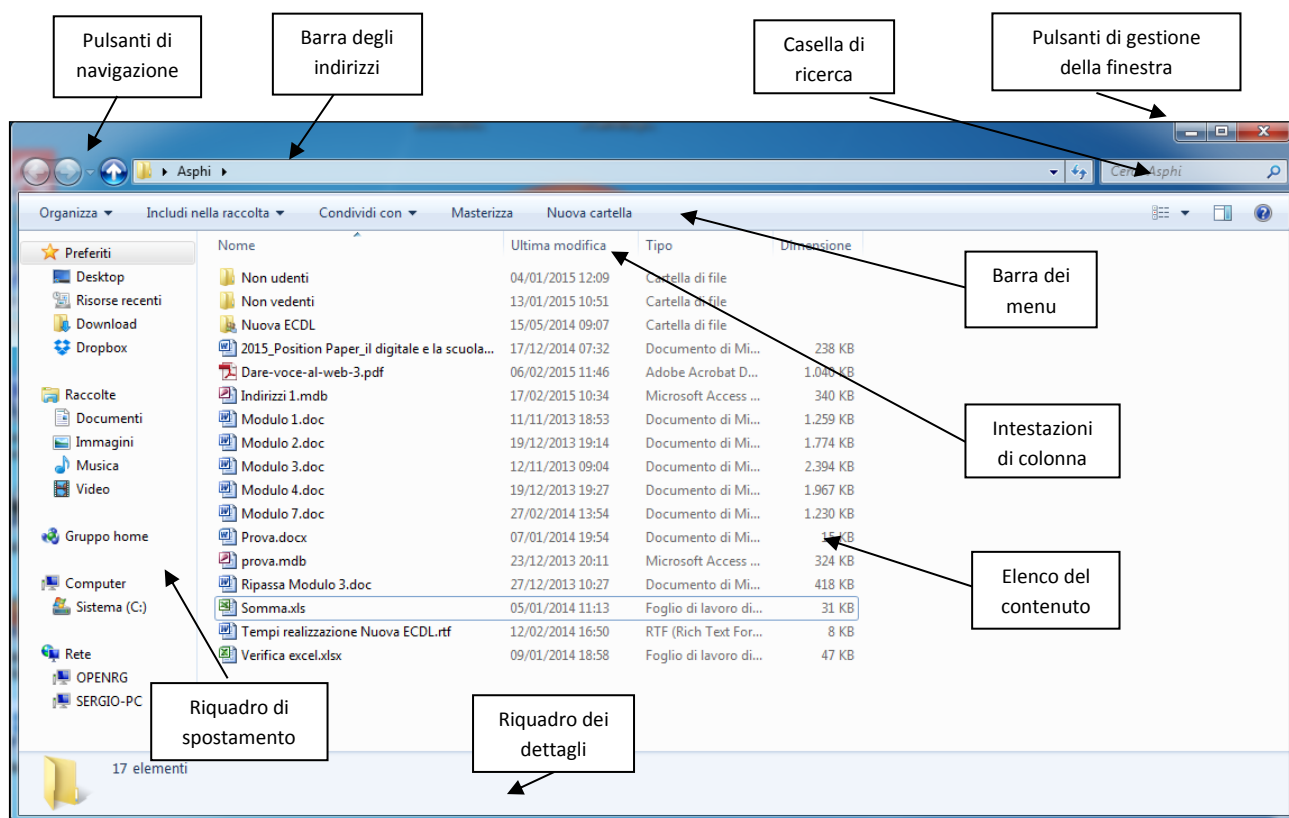 Pulsanti di
navigazione
Barra degli
indirizzi
Casella di
ricerca
Pulsanti di gestione
della finestra
Asphi
Cerca Asphi
Organizza
Includi nella raccolta
Condividi con
Masterizza
Nuova cartella
Nome
Ultima modifica
Tipo
Dimensione
Preferiti
Desktop
Risorse recenti
Download
Dropbox
Raccolte
Documenti
Immagini
Musica
Video
Gruppo home
Computer
Sistema (C:)
Rete
OPENRG
SERGIO-PC
Non udenti 04/01/2015 12:09 Cartella di file
Non vedenti 13/01/2015 10:51 Cartella di file
Nuova ECDL 15/05/2014 09:07 Cartella di file
2015_Position Paper_il digitale e la scuola... 17/12/2014 07:32 Documento di Mi... 238 KB
Dare-voce-al-web-3.pdf 06/02/2015 11:46 Adobe Acrobat D... 1.040 KB
Indirizzi 1.mdb 17/02/2015 10:34 Microsoft Access ... 340 KB
Modulo 1.doc 11/11/2013 18:53 Documento di Mi... 1.259 KB
Modulo 2.doc 19/12/2013 19:14 Documento di Mi... 1.774 KB
Modulo 3.doc 12/11/2013 09:04 Documento di Mi... 2.394 KB
Modulo 4.doc 19/12/2013 19:27 Documento di Mi... 1.967 KB
Modulo 7.doc 27/02/2014 13:54 Documento di Mi... 1.230 KB
Prova.docx 07/01/2014 19:54 Documento di Mi... 15 KB
prova.mdb 23/12/2013 20:11 Microsoft Access ... 324 KB
Ripassa Modulo 3.doc 27/12/2013 10:27 Documento di Mi... 418 KB
Somma.xls 05/01/2014 11:13 Foglio di lavoro di... 31 KB
Tempi realizzazione Nuova ECDL.rtf 12/02/2014 16:50 RTF (Rich Text For... 8 KB
Verifica excel.xlsx 09/01/2014 18:58 Foglio di lavoro di... 47 KB
Barra dei
menu
Intestazioni
di colonna
Elenco del
contenuto
Riquadro di
spostamento
Riquadro dei
dettagli
17 elementi